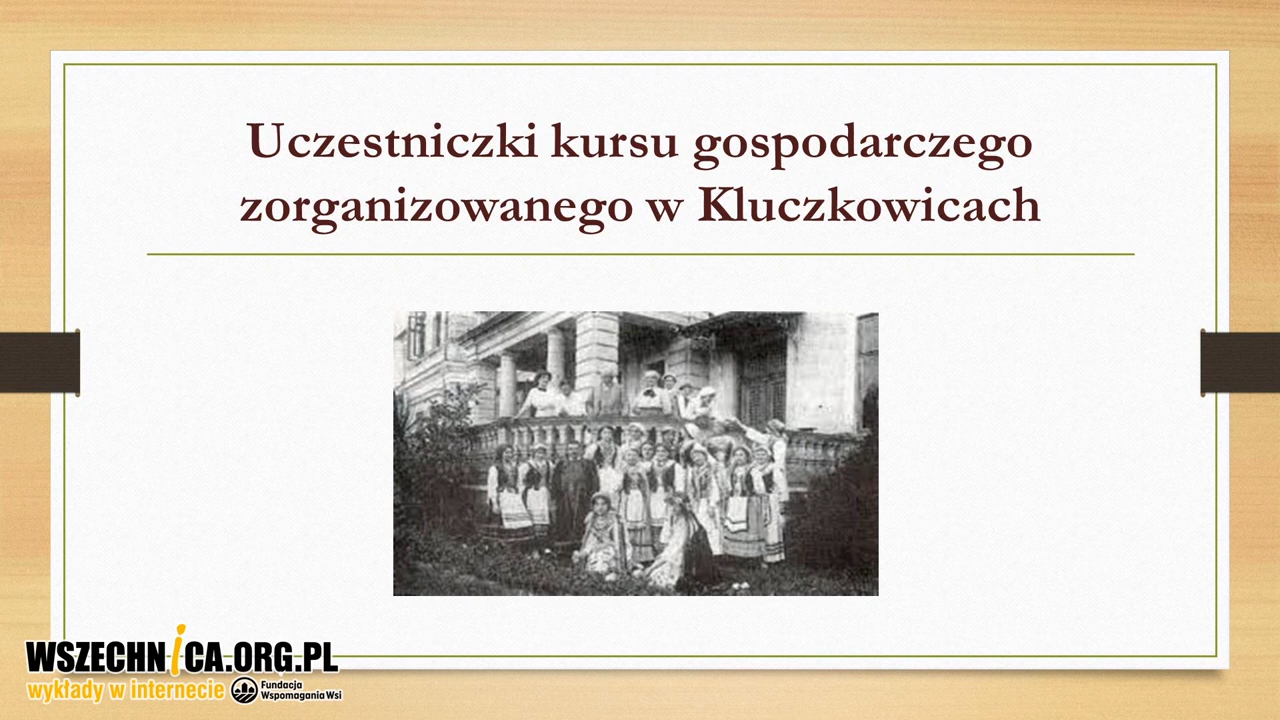 Uczestniczki kursu gospodarczego
zorganizowanego w Kluczkowicach
WSZECHNiCA.ORG.PL
wykłady w internecie
Fundacja
Wspomagania Wsi